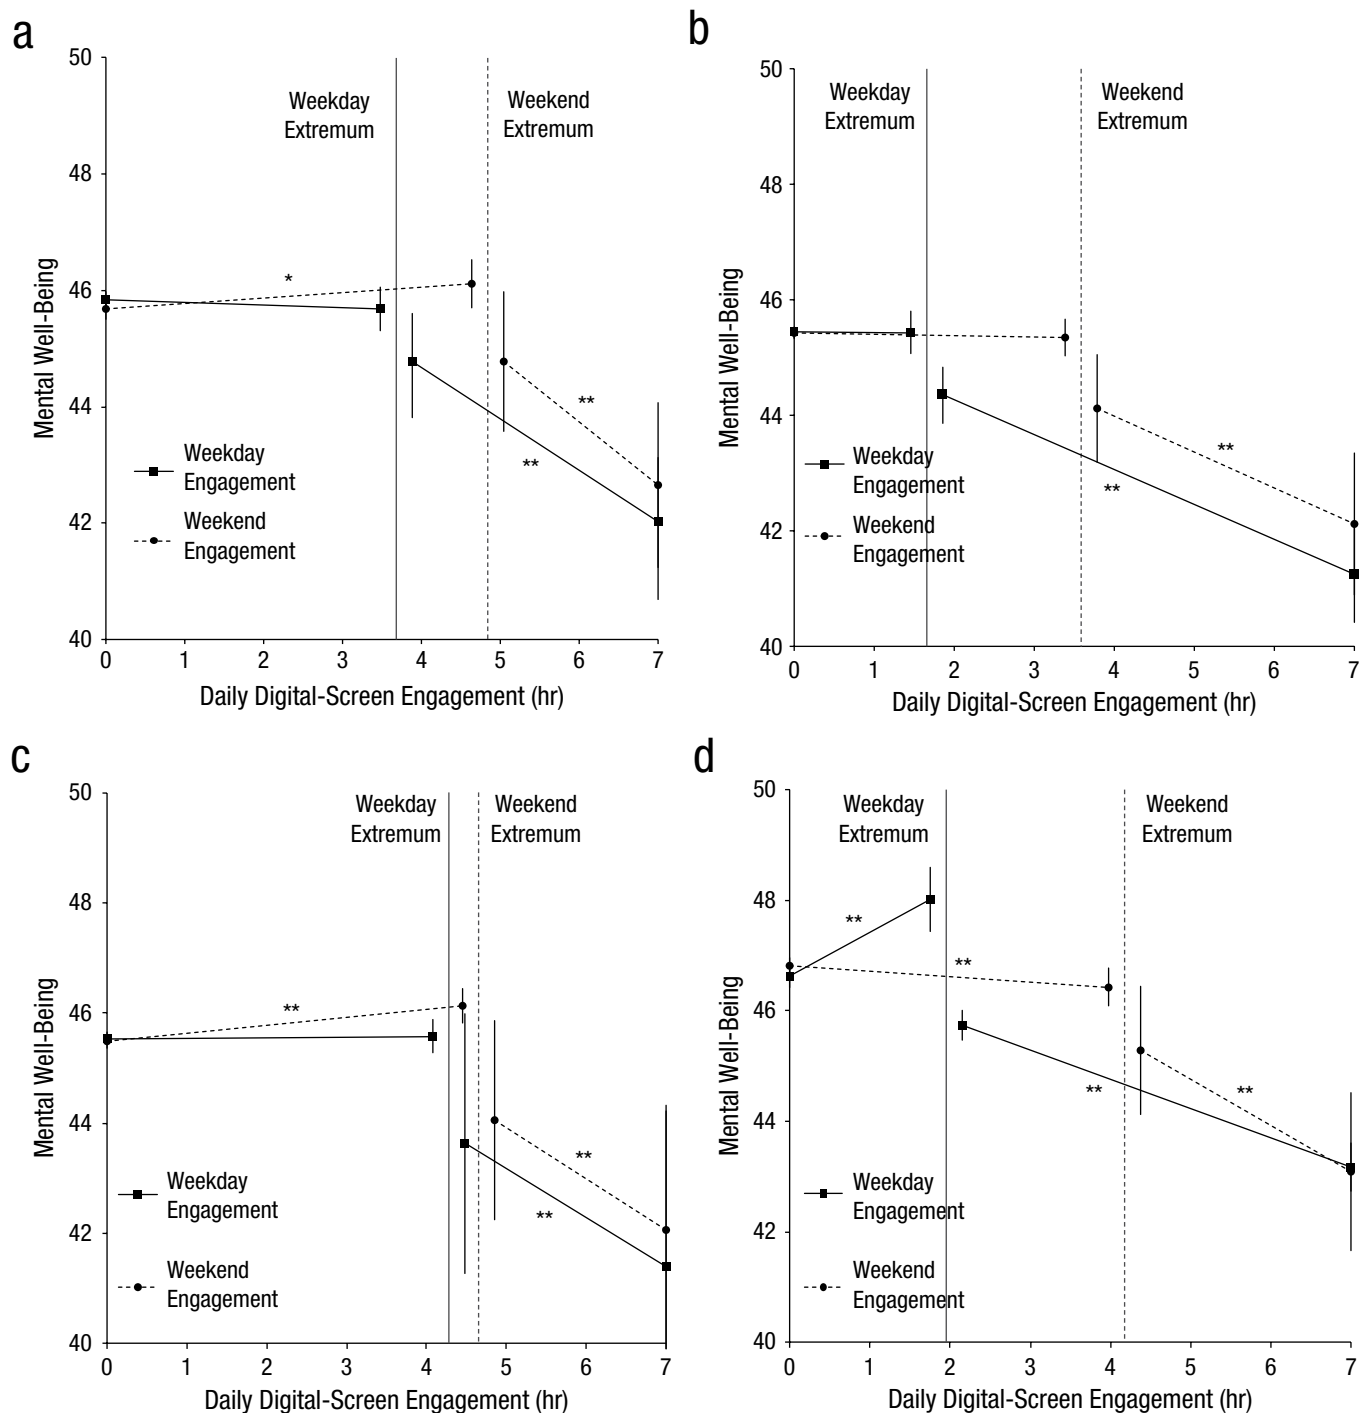 a
50
48
46
44
42
40
Mental Well-Being
Weekday
Extremum
Weekend
Extremum
*
**
**
Weekday
Engagement
Weekend
Engagement
0 1 2 3 4 5 6 7
Daily Digital-Screen Engagement (hr)
b
50
48
46
44
42
40
Mental Well-Being
Weekday
Extremum
Weekend
Extremum
**
**
Weekday
Engagement
Weekend
Engagement
0 1 2 3 4 5 6 7
Daily Digital-Screen Engagement (hr)
c
50
48
46
44
42
40
Mental Well-Being
Weekday
Extremum
Weekend
Extremum
**
**
**
Weekday
Engagement
Weekend
Engagement
0 1 2 3 4 5 6 7
Daily Digital-Screen Engagement (hr)
d
50
48
46
44
42
40
Mental Well-Being
Weekday
Extremum
Weekend
Extremum
**
**
**
**
Weekday
Engagement
Weekend
Engagement
0 1 2 3 4 5 6 7
Daily Digital-Screen Engagement (hr)